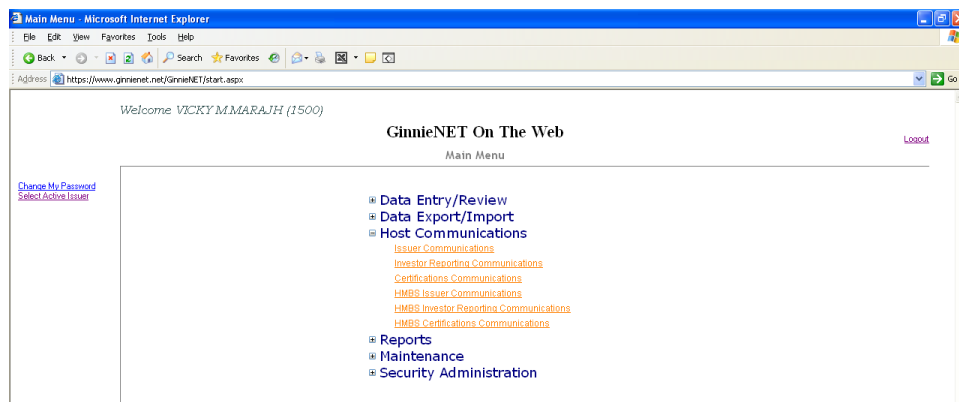 Main Menu - Microsoft Internet Explorer
File Edit View Favorites Tools Help
Back Search Favorites
Address https://www.ginnienet.net/GinnieNET/start.aspx Go
Welcome VICKY M.MARAJH (1500)
GinnieNET On The Web
Logout
Main Menu
Change My Password
Select Active Issuer
Data Entry/Review
Data Export/Import
Host Communications
Issuer Communications
Investor Reporting Communications
Certifications Communications
HMBS Issuer Communications
HMBS Investor Reporting Communications
HMBS Certifications Communications
Reports
Maintenance
Security Administration